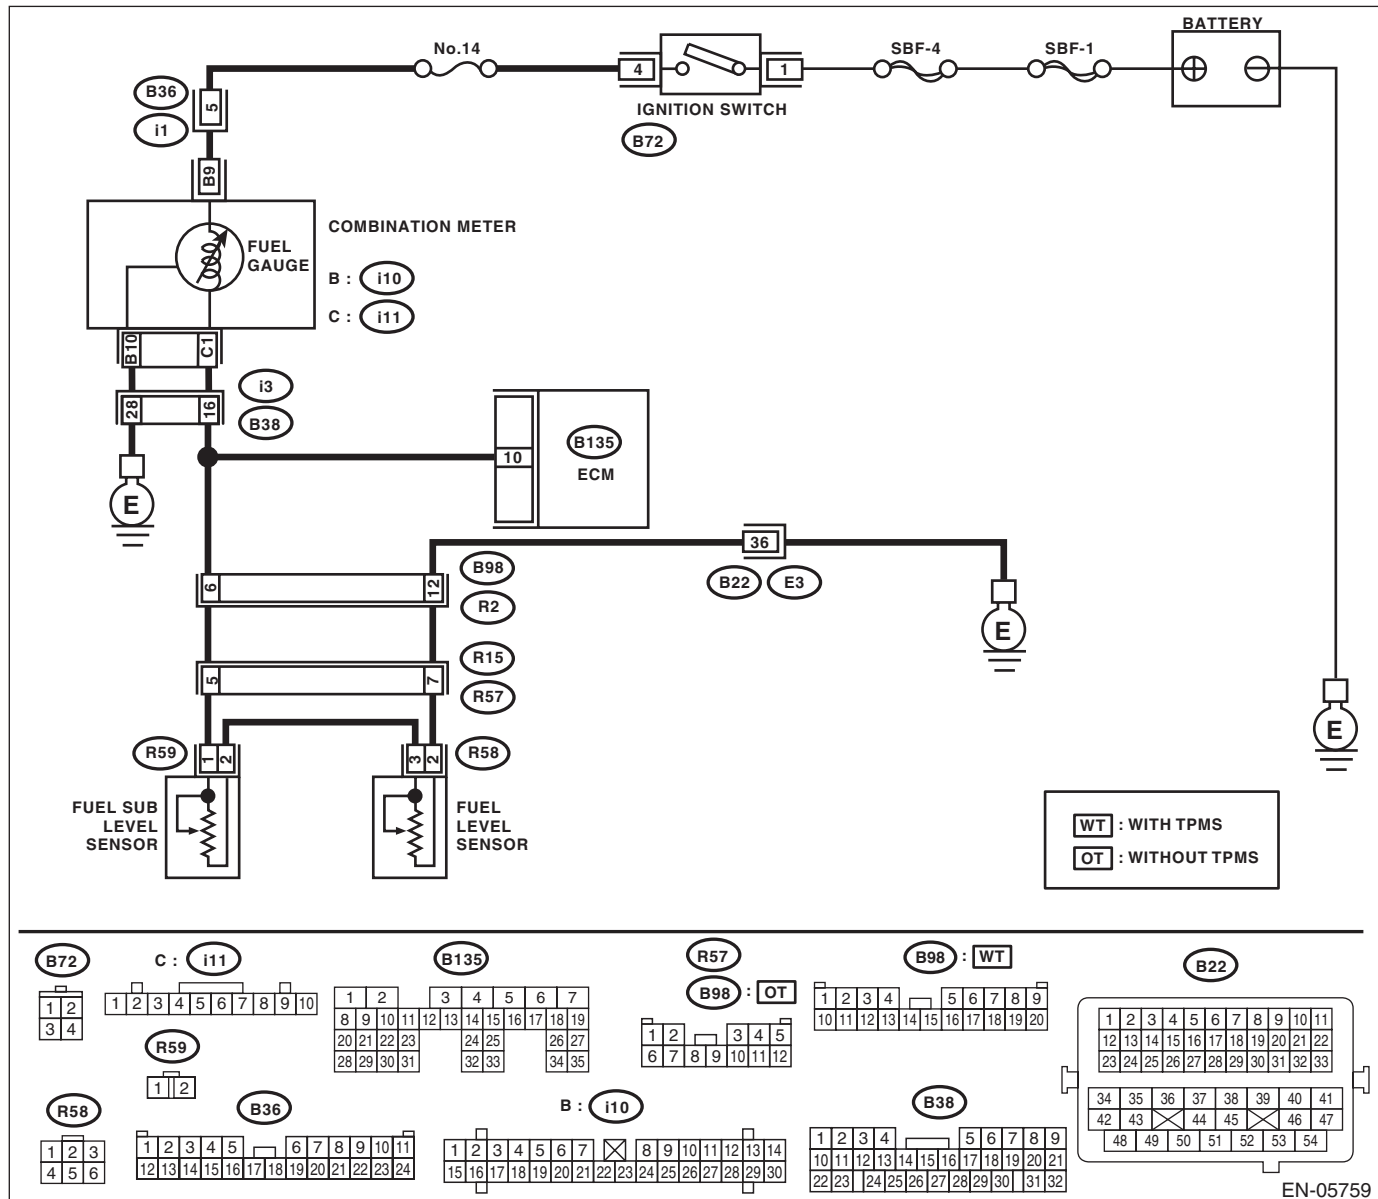 BATTERY
No.14
SBF-4
SBF-1
4
1
IGNITION SWITCH
B72
B36
5
i1
B9
COMBINATION METER
FUEL
GAUGE
B : i10
C : i11
B10
C1
i3
28
16
B38
B135
10
ECM
E
36
B22
E3
B98
6
12
R2
E
R15
5
7
R57
R59
1
2
3
2
R58
E
FUEL SUB
LEVEL
SENSOR
FUEL
LEVEL
SENSOR
WT : WITH TPMS
OT : WITHOUT TPMS
B72
1 2
3 4
C : i11
1 2 3 4 5 6 7 8 9 10
R59
1 2
R58
1 2 3
4 5 6
B36
1 2 3 4 5 6 7 8 9 10 11
12 13 14 15 16 17 18 19 20 21 22 23 24
B135
1 2 3 4 5 6 7
8 9 10 11 12 13 14 15 16 17 18 19
20 21 22 23 24 25 26 27
28 29 30 31 32 33 34 35
B : i10
1 2 3 4 5 6 7 8 9 10 11 12 13 14
15 16 17 18 19 20 21 22 23 24 25 26 27 28 29 30
R57
B98 : OT
1 2 3 4 5
6 7 8 9 10 11 12
B98 : WT
1 2 3 4 5 6 7 8 9
10 11 12 13 14 15 16 17 18 19 20
B38
1 2 3 4 5 6 7 8 9
10 11 12 13 14 15 16 17 18 19 20 21
22 23 24 25 26 27 28 29 30 31 32
B22
1 2 3 4 5 6 7 8 9 10 11
12 13 14 15 16 17 18 19 20 21 22
23 24 25 26 27 28 29 30 31 32 33
34 35 36 37 38 39 40 41
42 43 44 45 46 47
48 49 50 51 52 53 54
EN-05759